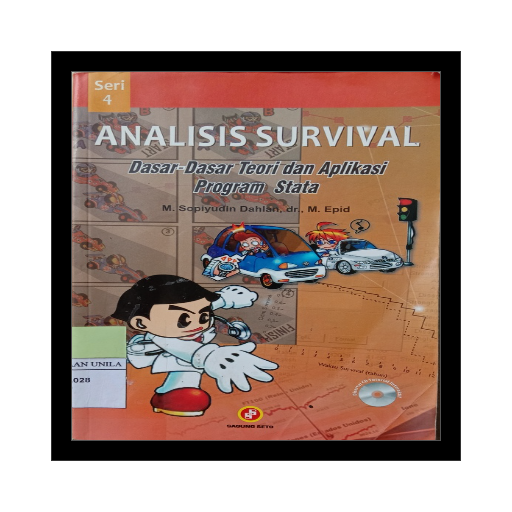 Seri
4
ANALISIS SURVIVAL
Dasar-Dasar Teori dan Aplikasi
Program Stata
M. Sopiyudin Dahlan, dr., M. Epid
FINISH
AN UNILA
028
SAGUNG SETO